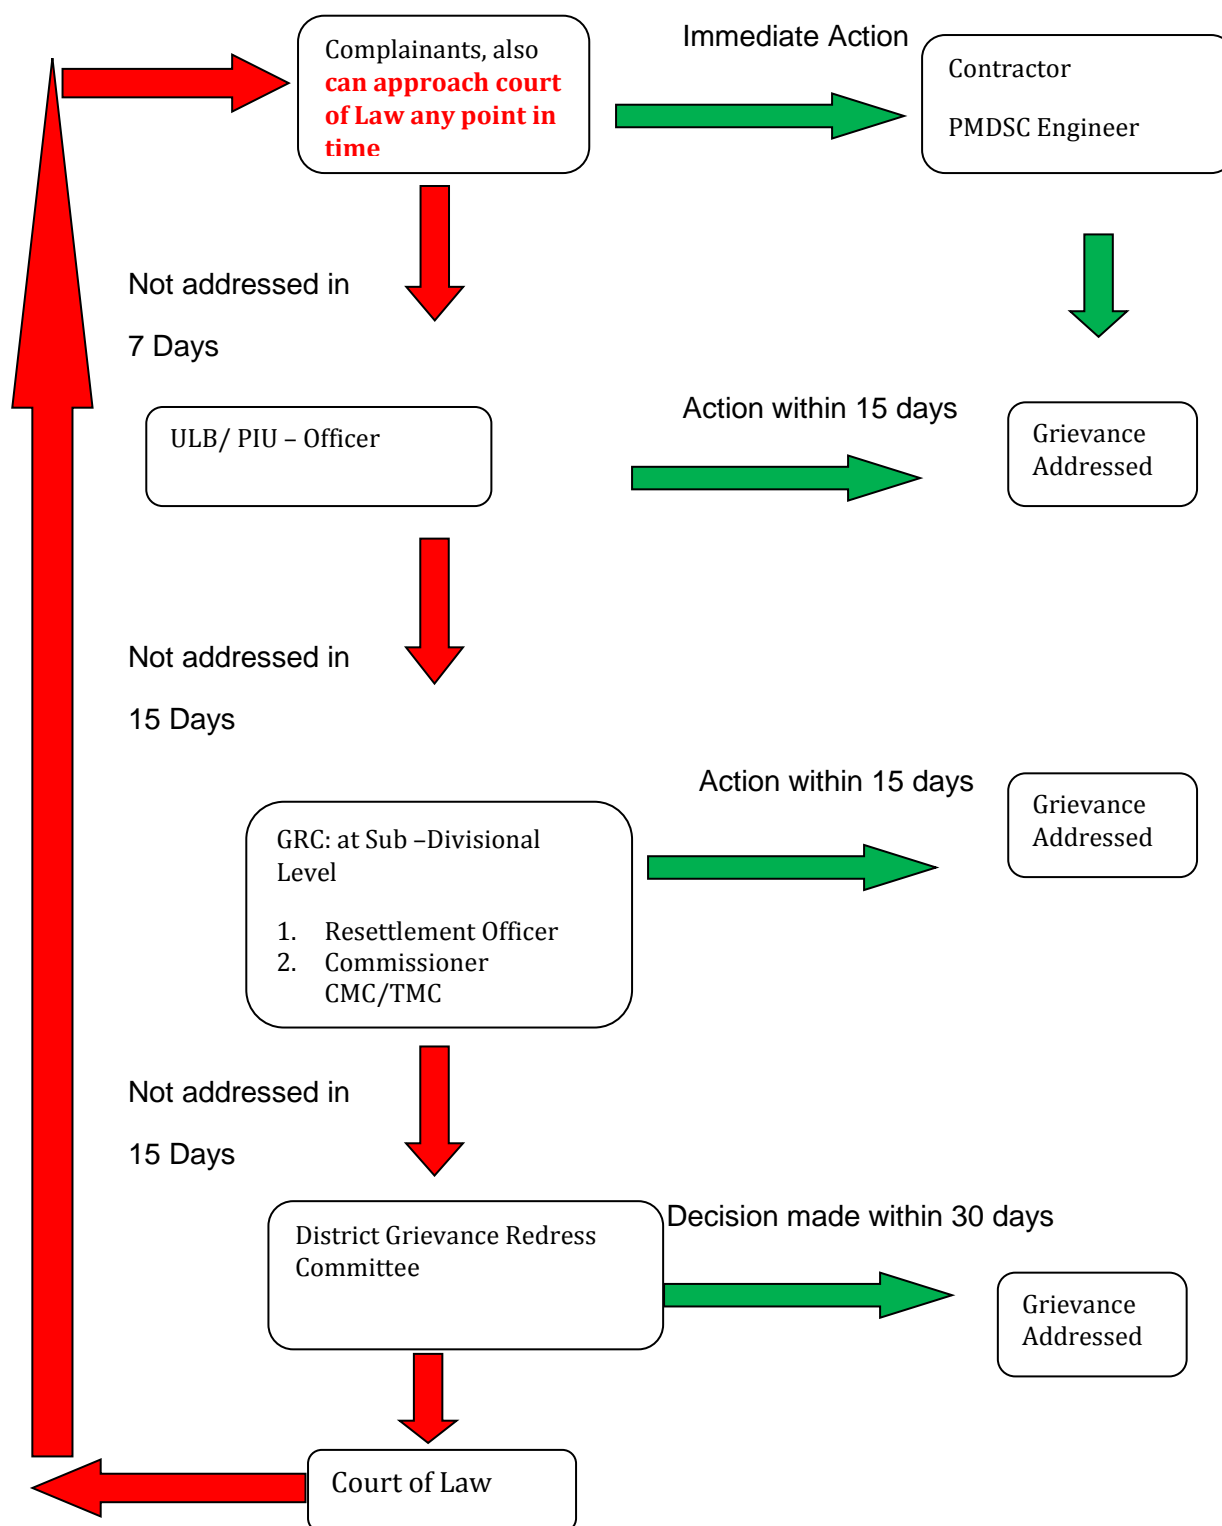 Complainants, also
can approach court
of Law any point in
time
Immediate Action
Contractor
PMDSC Engineer
Not addressed in
7 Days
ULB/ PIU – Officer
Action within 15 days
Grievance
Addressed
Not addressed in
15 Days
Action within 15 days
Grievance
Addressed
GRC: at Sub –Divisional
Level
1. Resettlement Officer
2. Commissioner
CMC/TMC
Not addressed in
15 Days
District Grievance Redress
Committee
Decision made within 30 days
Grievance
Addressed
Court of Law